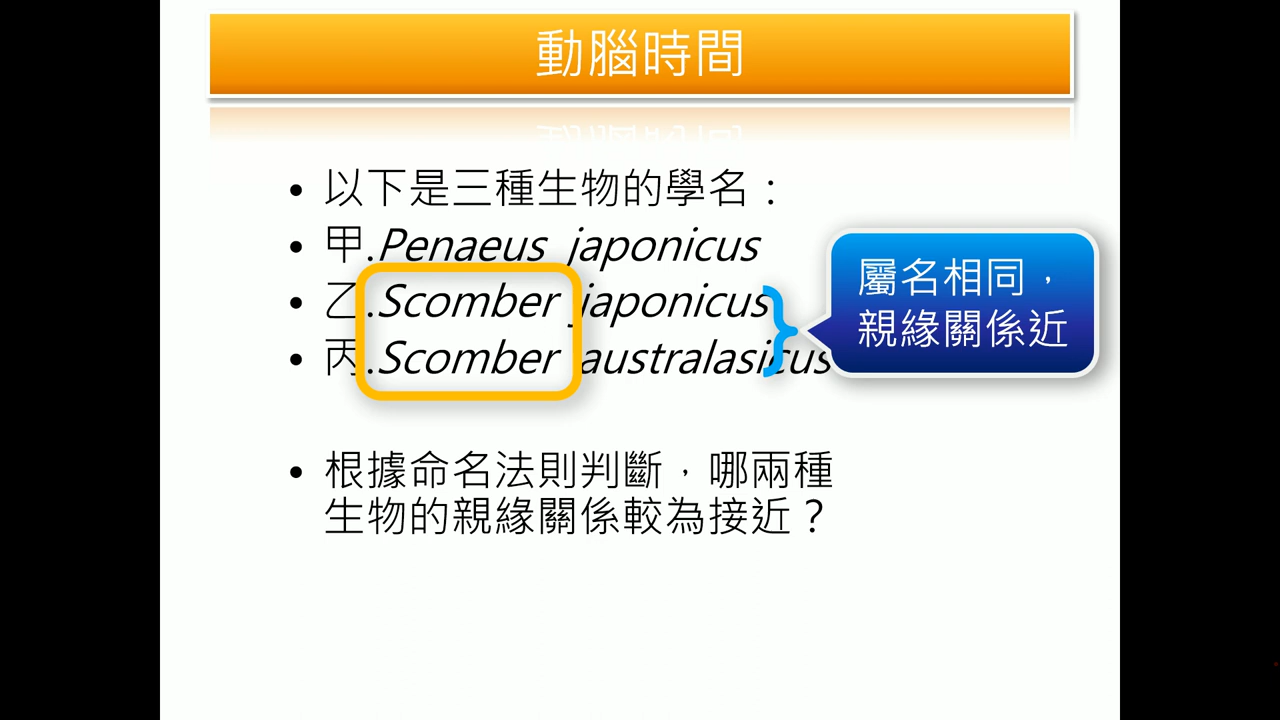 動腦時間
以下是三種生物的學名：
甲.Penaeus japonicus
乙.Scomber japonicus
丙.Scomber australasicus
屬名相同，
親緣關係近
根據命名法則判斷，哪兩種
生物的親緣關係較為接近？